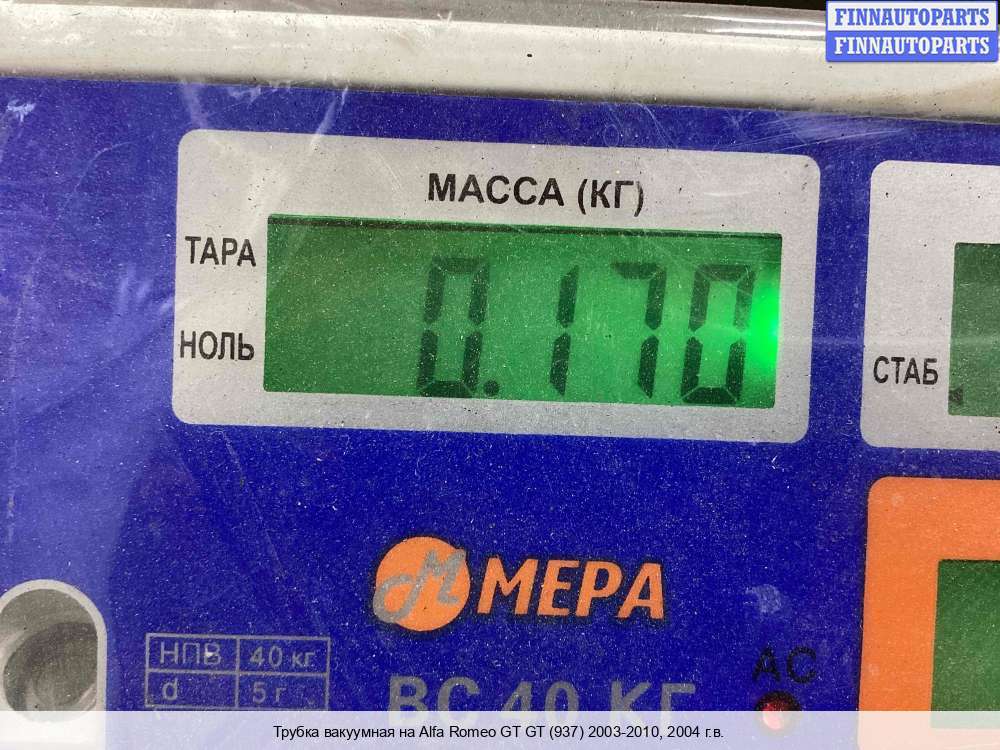 FINNAUTOPARTS
FINNAUTOPARTS
МАССА (КГ)
ТАРА
0.170
НОЛЬ
СТАБ
М МЕРА
НПВ 40 кг
АС
d 5 г
ВС 40 КГ
Трубка вакуумная на Alfa Romeo GT GT (937) 2003-2010, 2004 г.в.